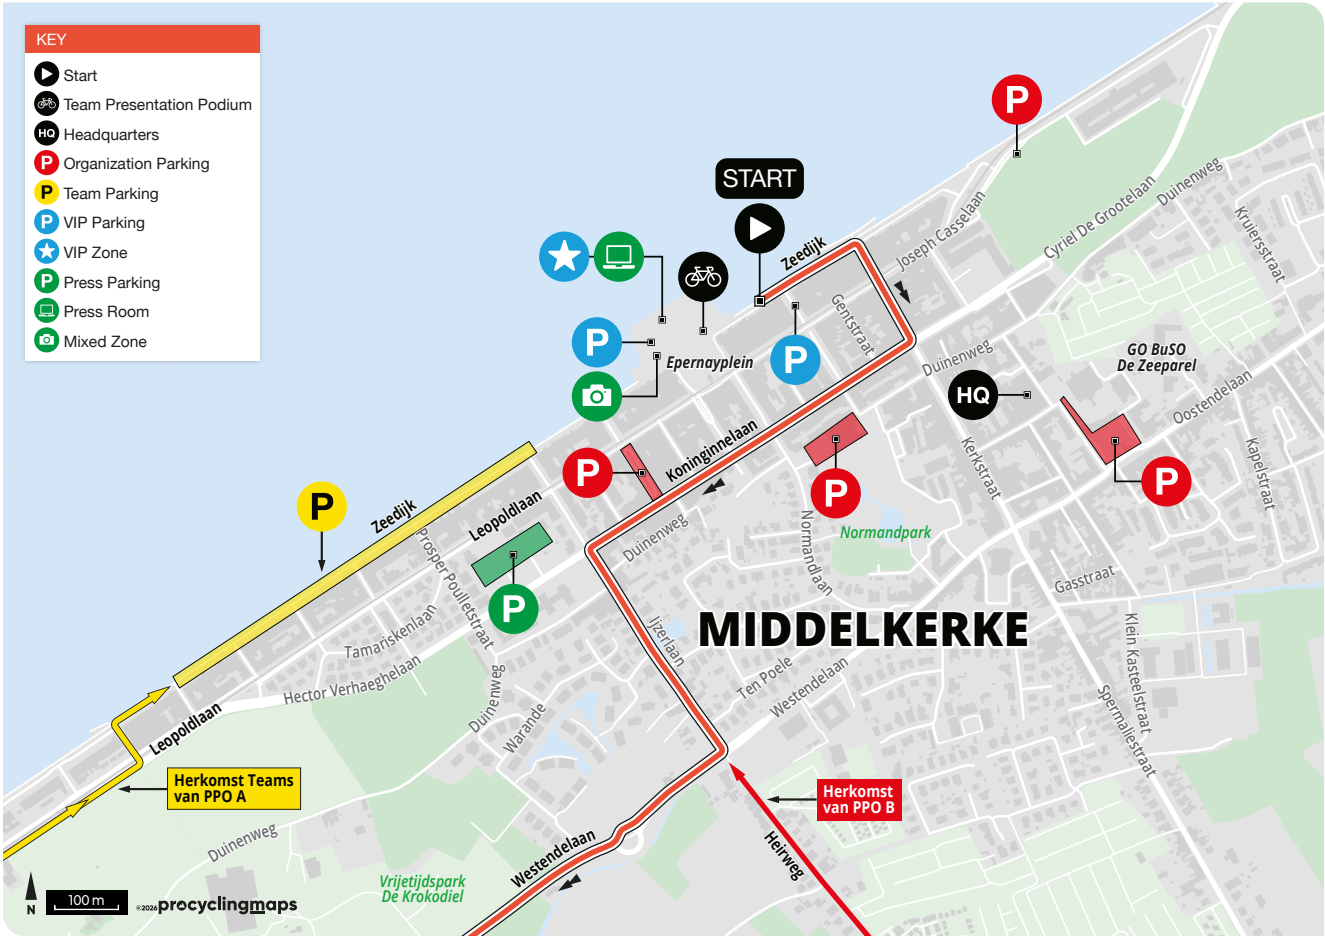 KEY
Start
Team Presentation Podium
HQ Headquarters
P Organization Parking
P Team Parking
P VIP Parking
VIP Zone
P Press Parking
Press Room
Mixed Zone
P
START
Zeedijk
Joseph Casselaan
Cyriel De Grootelaan
Duinenweg
Kruiersstraat
Gentstraat
P
P
Epernayplein
Duinenweg
GO BuSO
De Zeeparel
HQ
Oostendelaan
Koninginnelaan
Kerkstraat
Kapelstraat
P
P
P
P
Zeedijk
Leopoldlaan
Duinenweg
Normandlaan
Normandpark
Prosper Poulletstraat
P
Gasstraat
MIDDELKERKE
Tamariskenlaan
Ijzerlaan
Klein Kasteelstraat
Hector Verhaeghelaan
Ten Poele
Westendelaan
Duinenweg
Warande
Spermaliestraat
Leopoldlaan
Herkomst Teams
van PPO A
Herkomst
van PPO B
Duinenweg
Westendelaan
Heirweg
Vrijetijdspark
De Krokodiel
N
100 m
©2026 procyclingmaps